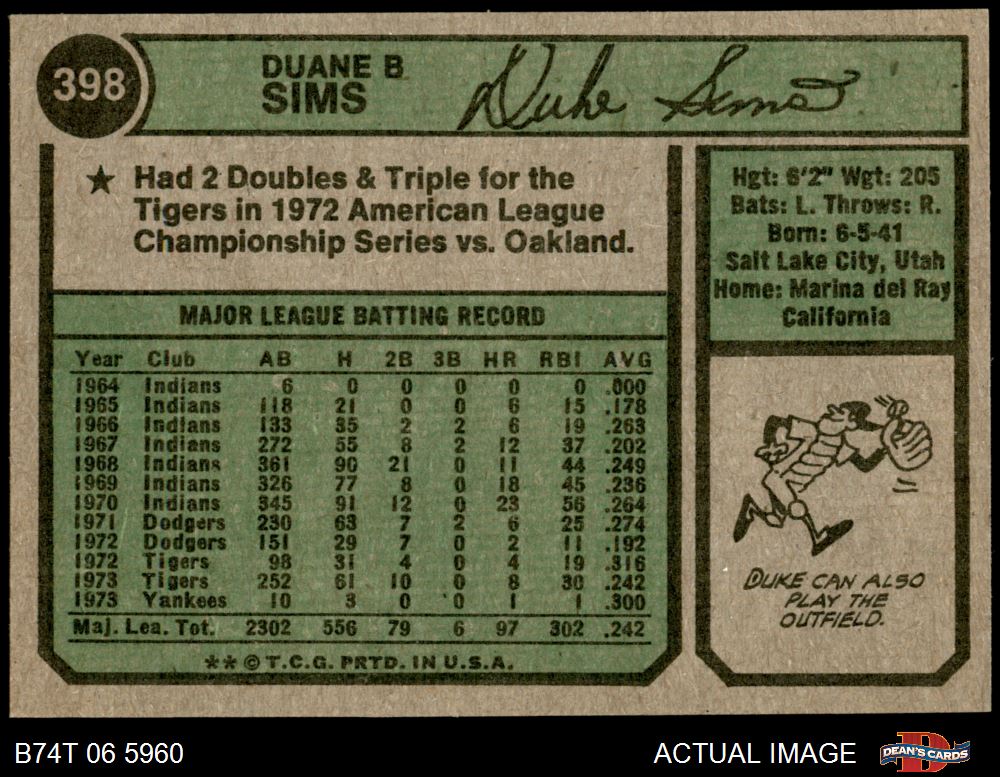 398
DUANE B
SIMS
Duke Sims
★ Had 2 Doubles & Triple for the
Tigers in 1972 American League
Championship Series vs. Oakland.
Hgt: 6'2" Wgt: 205
Bats: L. Throws: R.
Born: 6-5-41
Salt Lake City, Utah
Home: Marina del Ray
California
MAJOR LEAGUE BATTING RECORD
Year Club AB H 2B 3B HR RBI AVG
1964 Indians 6 0 0 0 0 0 .000
1965 Indians 118 21 0 0 6 15 .178
1966 Indians 133 35 2 2 6 19 .263
1967 Indians 272 55 8 2 12 37 .202
1968 Indians 361 90 21 0 11 44 .249
1969 Indians 326 77 8 0 18 45 .236
1970 Indians 345 91 12 0 23 56 .264
1971 Dodgers 230 63 7 2 6 25 .274
1972 Dodgers 151 29 7 0 2 11 .192
1972 Tigers 98 31 4 0 4 19 .316
1973 Tigers 252 61 10 0 8 30 .242
1973 Yankees 10 3 0 0 1 1 .300
Maj. Lea. Tot. 2302 556 79 6 97 302 .242
** © T.C.G. PRTD. IN U.S.A.
DUKE CAN ALSO
PLAY THE
OUTFIELD.
B74T 06 5960
ACTUAL IMAGE
DEAN'S CARDS